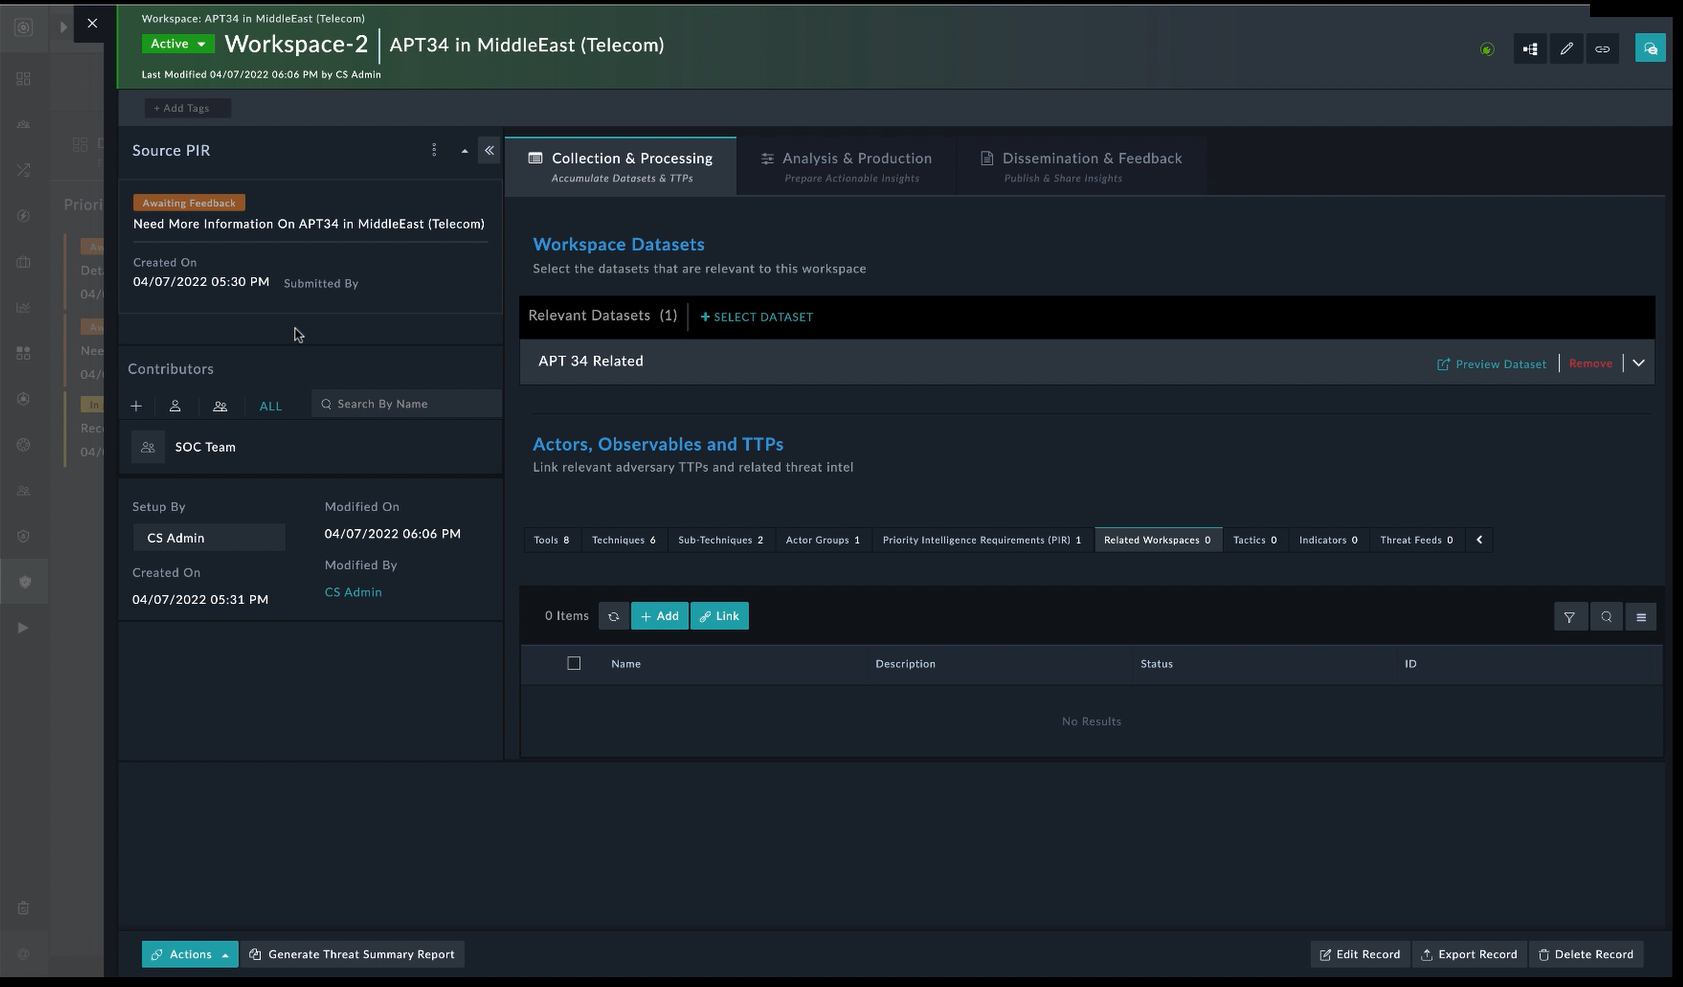 Workspace: APT34 in MiddleEast (Telecom)
Active
Workspace-2
APT34 in MiddleEast (Telecom)
Last Modified 04/07/2022 06:06 PM by CS Admin
+ Add Tags
Source PIR
Collection & Processing
Accumulate Datasets & TTPs
Analysis & Production
Prepare Actionable Insights
Dissemination & Feedback
Publish & Share Insights
Awaiting Feedback
Need More Information On APT34 in MiddleEast (Telecom)
Created On
04/07/2022 05:30 PM
Submitted By
Workspace Datasets
Select the datasets that are relevant to this workspace
Relevant Datasets (1)
+ SELECT DATASET
APT 34 Related
Preview Dataset
Remove
Contributors
ALL
Search By Name
SOC Team
Actors, Observables and TTPs
Link relevant adversary TTPs and related threat intel
Setup By
CS Admin
Created On
04/07/2022 05:31 PM
Modified On
04/07/2022 06:06 PM
Modified By
CS Admin
Tools 8
Techniques 6
Sub-Techniques 2
Actor Groups 1
Priority Intelligence Requirements (PIR) 1
Related Workspaces 0
Tactics 0
Indicators 0
Threat Feeds 0
0 Items
+ Add
Link
Name
Description
Status
ID
No Results
Actions
Generate Threat Summary Report
Edit Record
Export Record
Delete Record